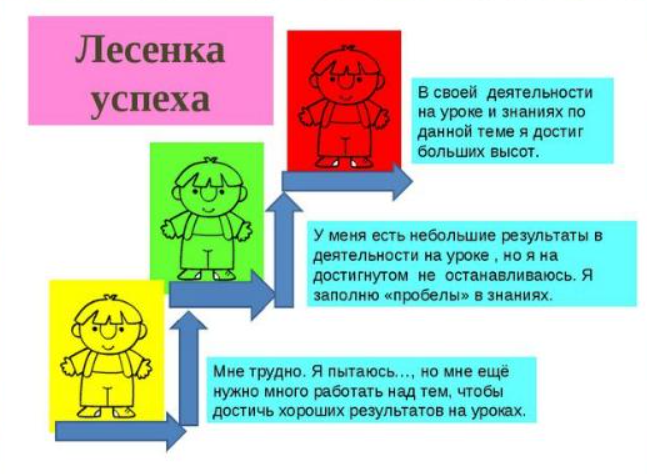 Лесенка
успеха
В своей деятельности
на уроке и знаниях по
данной теме я достиг
больших высот.
У меня есть небольшие результаты в
деятельности на уроке , но я на
достигнутом не останавливаюсь. Я
заполню «пробелы» в знаниях.
Мне трудно. Я пытаюсь…, но мне ещё
нужно много работать над тем, чтобы
достичь хороших результатов на уроках.